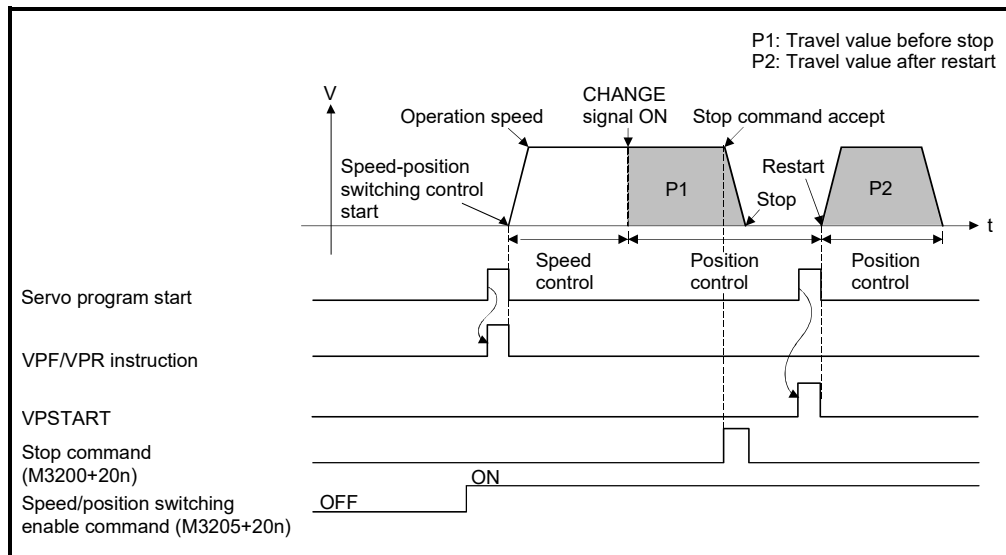 P1: Travel value before stop
P2: Travel value after restart
V
CHANGE
signal ON
Operation speed
Stop command accept
Speed-position
switching control
start
Restart
P1
P2
Stop
t
Speed
control
Position
control
Position
control
Servo program start
VPF/VPR instruction
VPSTART
Stop command
(M3200+20n)
ON
OFF
Speed/position switching
enable command (M3205+20n)